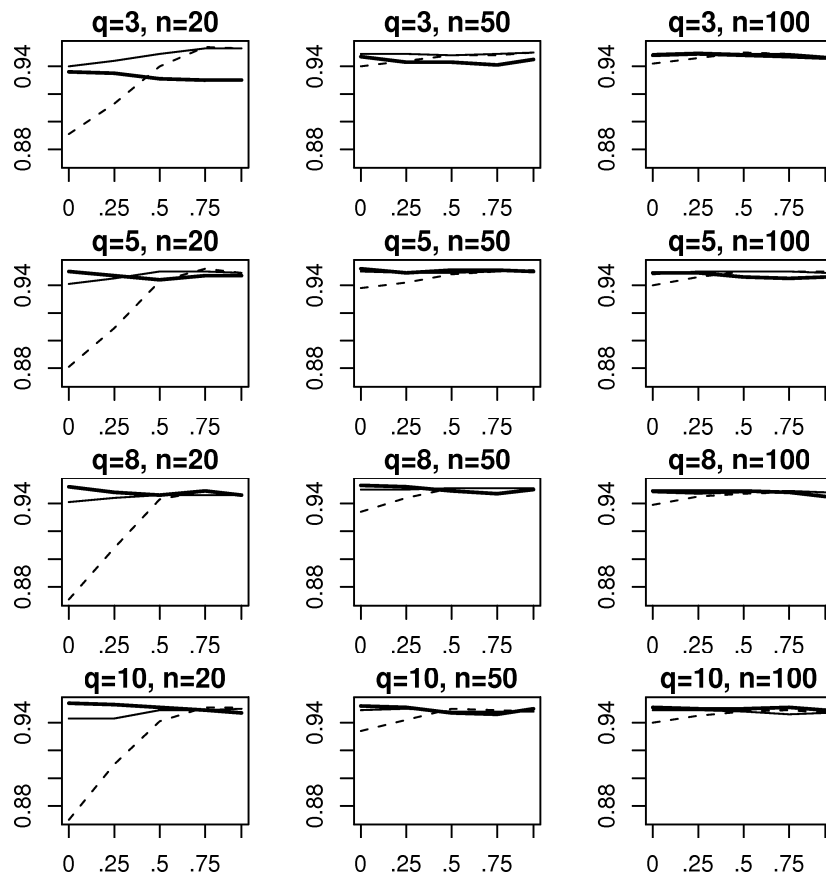 q=3, n=20
q=3, n=50
q=3, n=100
0.94
0.88
0 .25 .5 .75
0.94
0.88
0 .25 .5 .75
0.94
0.88
0 .25 .5 .75
q=5, n=20
q=5, n=50
q=5, n=100
0.94
0.88
0 .25 .5 .75
0.94
0.88
0 .25 .5 .75
0.94
0.88
0 .25 .5 .75
q=8, n=20
q=8, n=50
q=8, n=100
0.94
0.88
0 .25 .5 .75
0.94
0.88
0 .25 .5 .75
0.94
0.88
0 .25 .5 .75
q=10, n=20
q=10, n=50
q=10, n=100
0.94
0.88
0 .25 .5 .75
0.94
0.88
0 .25 .5 .75
0.94
0.88
0 .25 .5 .75